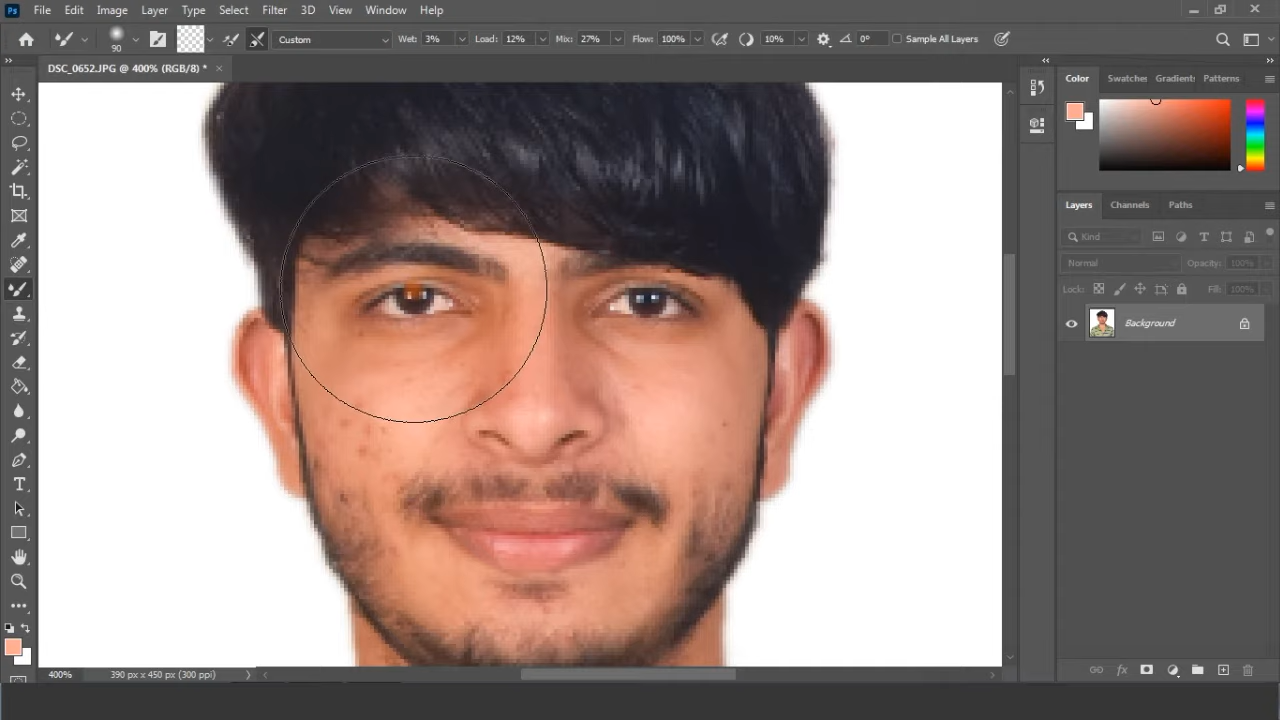 Ps File Edit Image Layer Type Select Filter 3D View Window Help
90 Custom Wet: 3% Load: 12% Mix: 27% Flow: 100% 10% 0° Sample All Layers
DSC_0652.JPG @ 400% (RGB/8) * ×
Color Swatches Gradients Patterns
Layers Channels Paths
Kind
Normal Opacity: 100%
Lock: Fill: 100%
Background
fx
400% 390 px x 450 px (300 ppi)